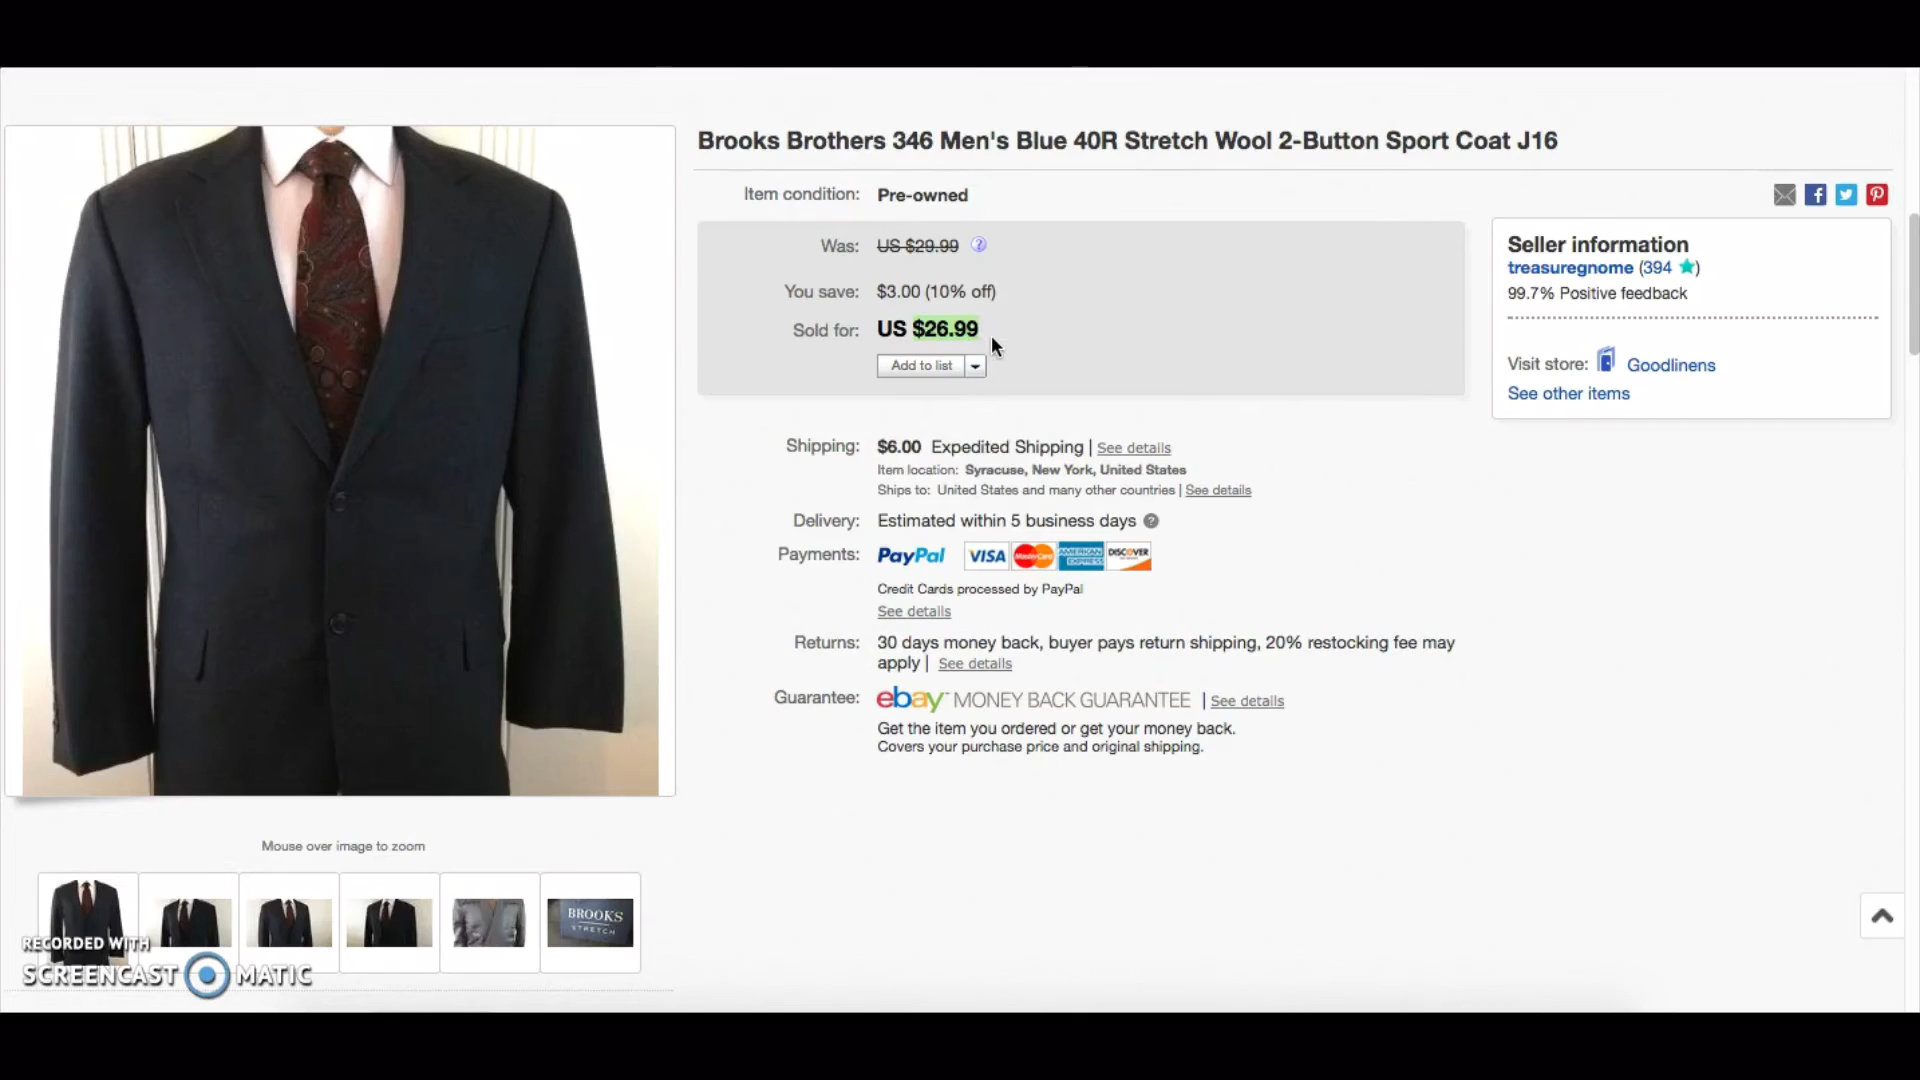 Brooks Brothers 346 Men's Blue 40R Stretch Wool 2-Button Sport Coat J16
Item condition: Pre-owned
Was: US $29.99 ?
You save: $3.00 (10% off)
Sold for: US $26.99
Add to list
Shipping: $6.00 Expedited Shipping | See details
Item location: Syracuse, New York, United States
Ships to: United States and many other countries | See details
Delivery: Estimated within 5 business days ?
Payments: PayPal VISA MasterCard AMERICAN EXPRESS DISCOVER
Credit Cards processed by PayPal
See details
Returns: 30 days money back, buyer pays return shipping, 20% restocking fee may
apply | See details
Guarantee: ebay MONEY BACK GUARANTEE | See details
Get the item you ordered or get your money back.
Covers your purchase price and original shipping.
Seller information
treasuregnome (394 ★)
99.7% Positive feedback
Visit store: Goodlinens
See other items
Mouse over image to zoom
BROOKS
STRETCH
RECORDED WITH
SCREENCAST MATIC